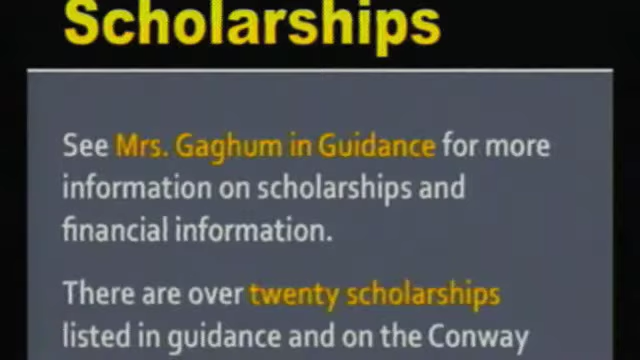 Scholarships
See Mrs. Gaghum in Guidance for more
information on scholarships and
financial information.
There are over twenty scholarships
listed in guidance and on the Conway